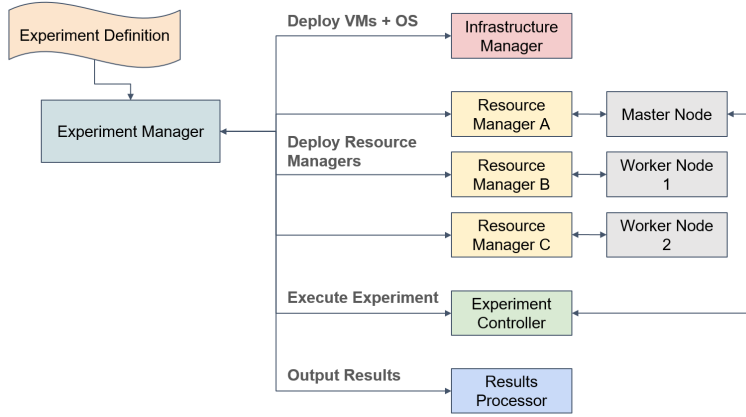 Experiment Definition
Experiment Manager
Deploy VMs + OS
Infrastructure
Manager
Deploy Resource
Managers
Resource
Manager A
Master Node
Resource
Manager B
Worker Node
1
Resource
Manager C
Worker Node
2
Execute Experiment
Experiment
Controller
Output Results
Results
Processor